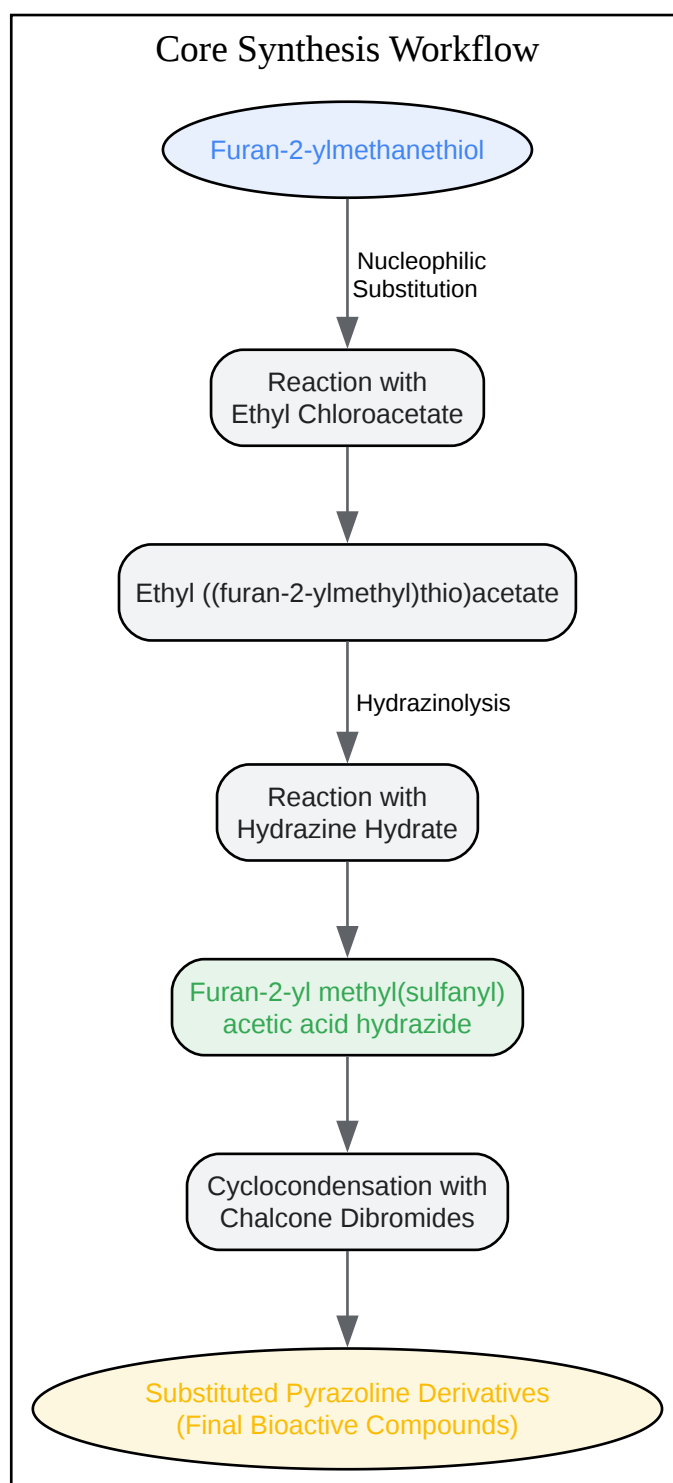 Core Synthesis Workflow
Furan-2-ylmethanethiol
Nucleophilic
Substitution
Reaction with
Ethyl Chloroacetate
Ethyl ((furan-2-ylmethyl)thio)acetate
Hydrazinolysis
Reaction with
Hydrazine Hydrate
Furan-2-yl methyl(sulfanyl)
acetic acid hydrazide
Cyclocondensation with
Chalcone Dibromides
Substituted Pyrazoline Derivatives
(Final Bioactive Compounds)